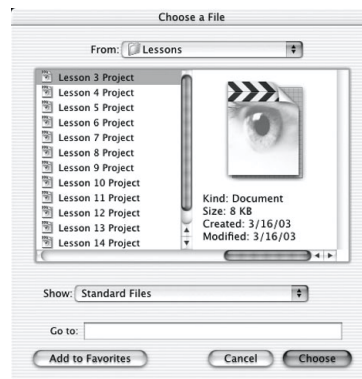 Choose a File
From: Lessons
Lesson 3 Project
Lesson 4 Project
Lesson 5 Project
Lesson 6 Project
Lesson 7 Project
Lesson 8 Project
Lesson 9 Project
Lesson 10 Project
Lesson 11 Project
Lesson 12 Project
Lesson 13 Project
Lesson 14 Project
Kind: Document
Size: 8 KB
Created: 3/16/03
Modified: 3/16/03
Show: Standard Files
Go to:
Add to Favorites Cancel Choose